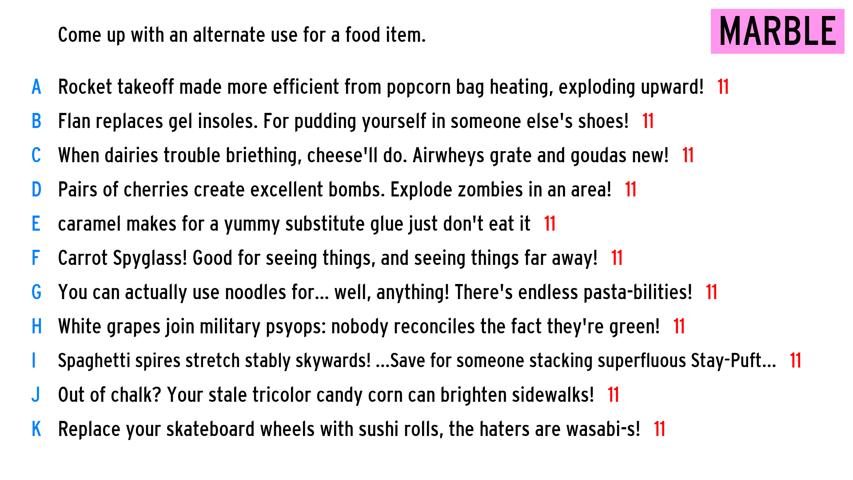 Come up with an alternate use for a food item.
MARBLE
A Rocket takeoff made more efficient from popcorn bag heating, exploding upward! 11
B Flan replaces gel insoles. For pudding yourself in someone else's shoes! 11
C When dairies trouble briething, cheese'll do. Airwheys grate and goudas new! 11
D Pairs of cherries create excellent bombs. Explode zombies in an area! 11
E caramel makes for a yummy substitute glue just don't eat it 11
F Carrot Spyglass! Good for seeing things, and seeing things far away! 11
G You can actually use noodles for... well, anything! There's endless pasta-bilities! 11
H White grapes join military psyops: nobody reconciles the fact they're green! 11
I Spaghetti spires stretch stably skywards! ...Save for someone stacking superfluous Stay-Puft... 11
J Out of chalk? Your stale tricolor candy corn can brighten sidewalks! 11
K Replace your skateboard wheels with sushi rolls, the haters are wasabi-s! 11